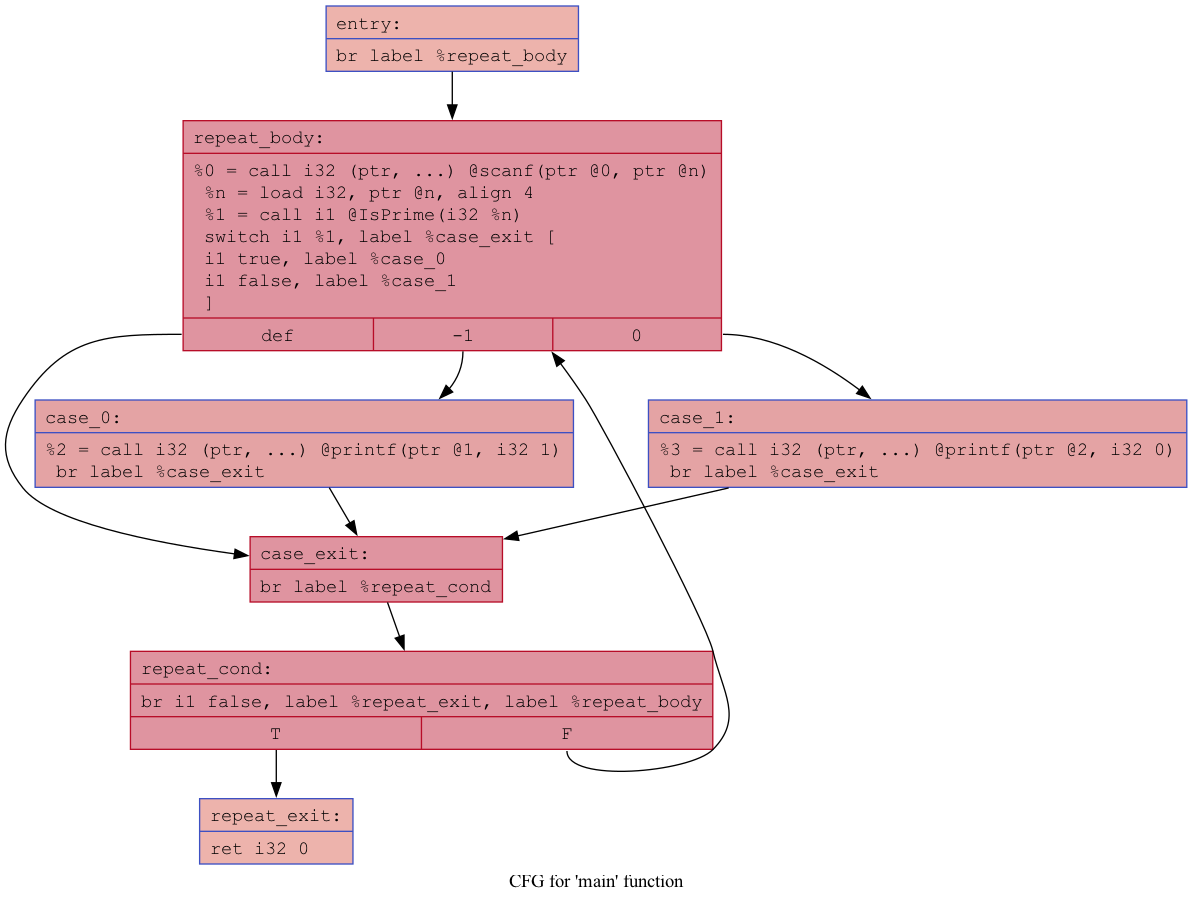 entry:
br label %repeat_body
repeat_body:
%0 = call i32 (ptr, ...) @scanf(ptr @0, ptr @n)
%n = load i32, ptr @n, align 4
%1 = call i1 @IsPrime(i32 %n)
switch i1 %1, label %case_exit [
i1 true, label %case_0
i1 false, label %case_1
]
def -1 0
case_0:
%2 = call i32 (ptr, ...) @printf(ptr @1, i32 1)
br label %case_exit
case_1:
%3 = call i32 (ptr, ...) @printf(ptr @2, i32 0)
br label %case_exit
case_exit:
br label %repeat_cond
repeat_cond:
br i1 false, label %repeat_exit, label %repeat_body
T F
repeat_exit:
ret i32 0
CFG for 'main' function